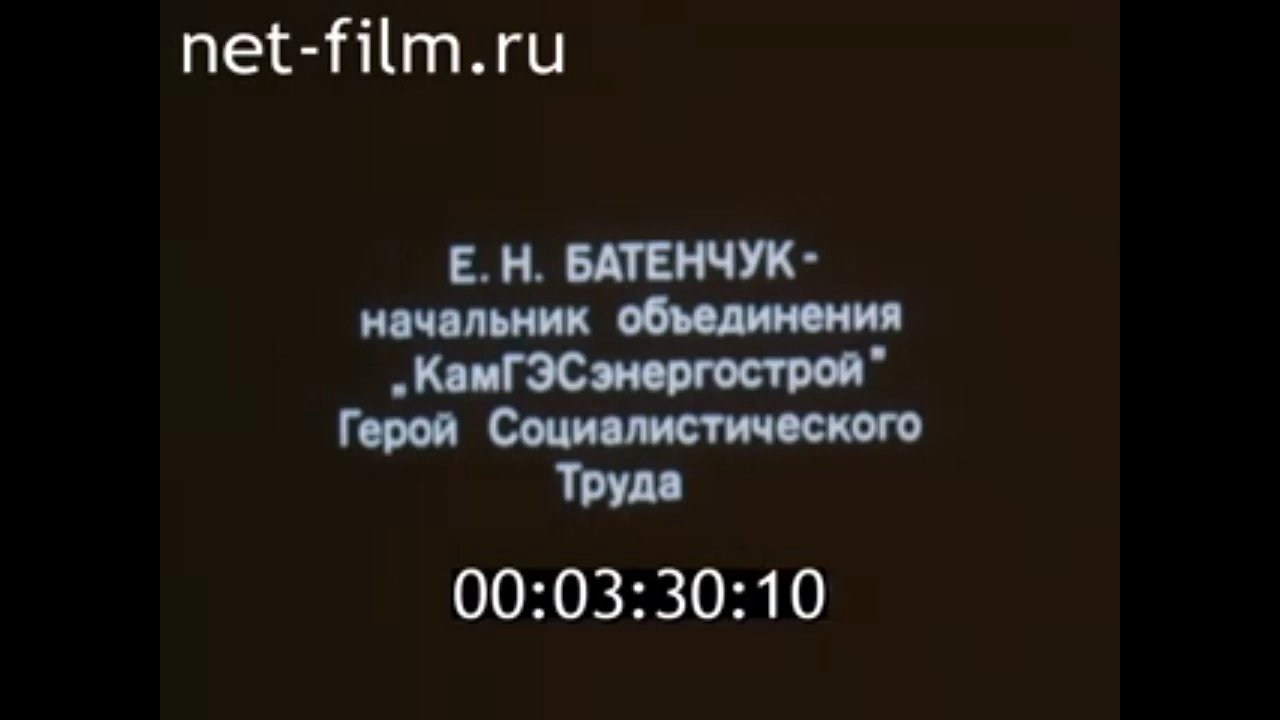 net-film.ru
Е. Н. БАТЕНЧУК -
начальник объединения
„КамГЭСэнергострой"
Герой Социалистического
Труда
00:03:30:10